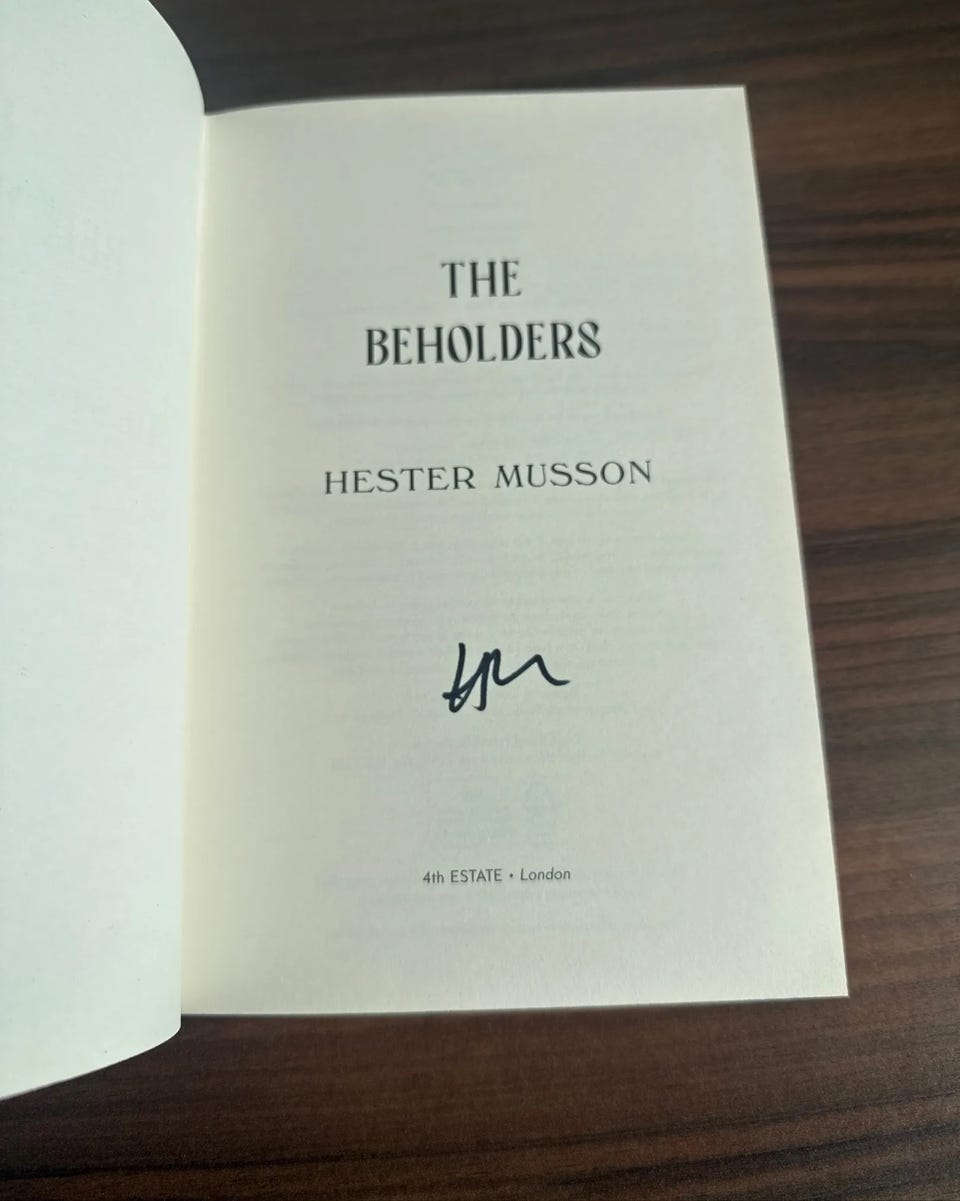 THE
BEHOLDERS
HESTER MUSSON
4th ESTATE • London